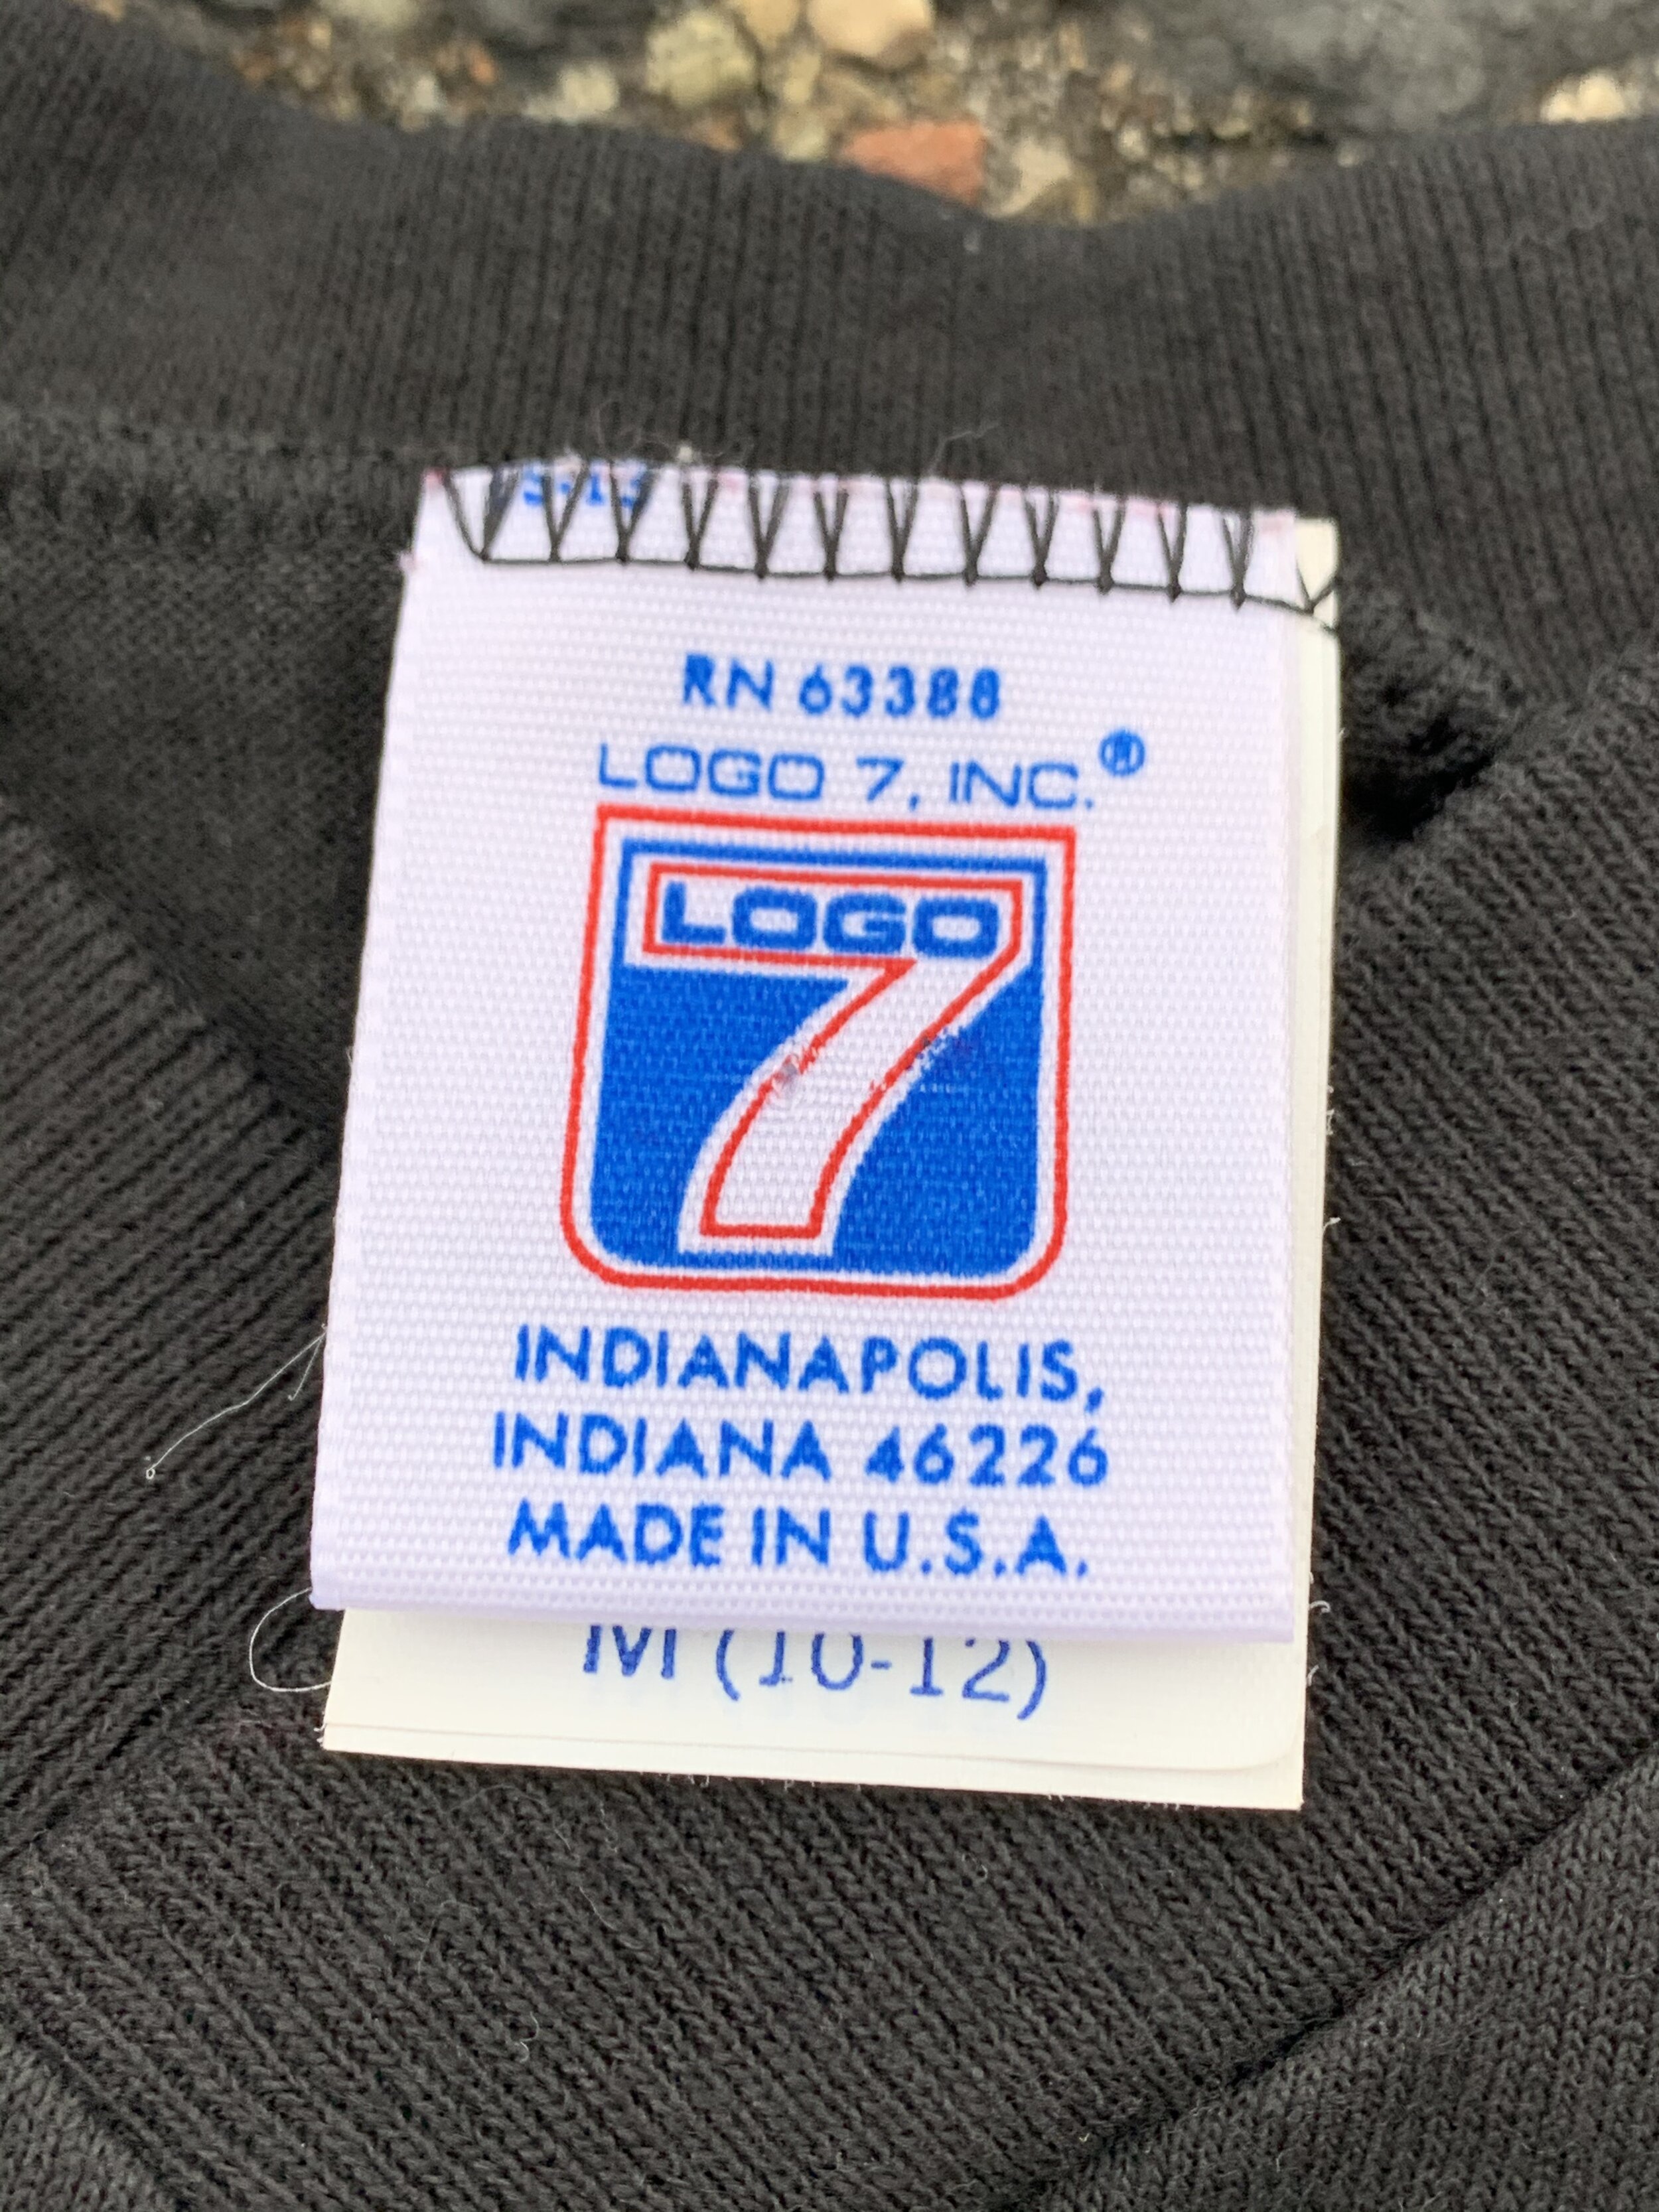 RN 63388
LOGO 7, INC.®
LOGO
7
INDIANAPOLIS,
INDIANA 46226
MADE IN U.S.A.
M (10-12)